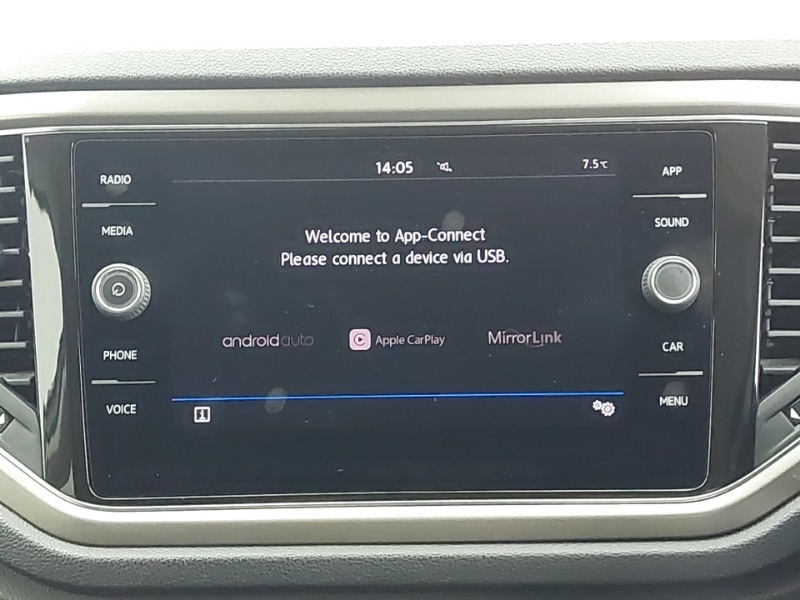 14:05
7.5°C
RADIO
MEDIA
PHONE
VOICE
Welcome to App-Connect
Please connect a device via USB.
androidauto
Apple CarPlay
MirrorLink
i
APP
SOUND
CAR
MENU